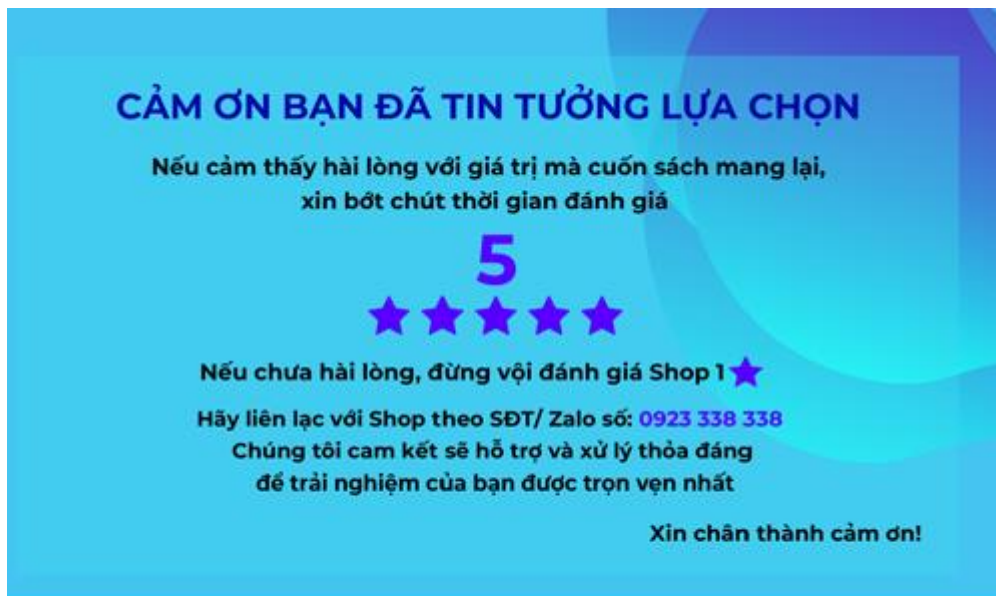 CẢM ƠN BẠN ĐÃ TIN TƯỞNG LỰA CHỌN
Nếu cảm thấy hài lòng với giá trị mà cuốn sách mang lại,
xin bớt chút thời gian đánh giá
5
Nếu chưa hài lòng, đừng vội đánh giá Shop 1
Hãy liên lạc với Shop theo SĐT/ Zalo số: 0923 338 338
Chúng tôi cam kết sẽ hỗ trợ và xử lý thỏa đáng
để trải nghiệm của bạn được trọn vẹn nhất
Xin chân thành cảm ơn!